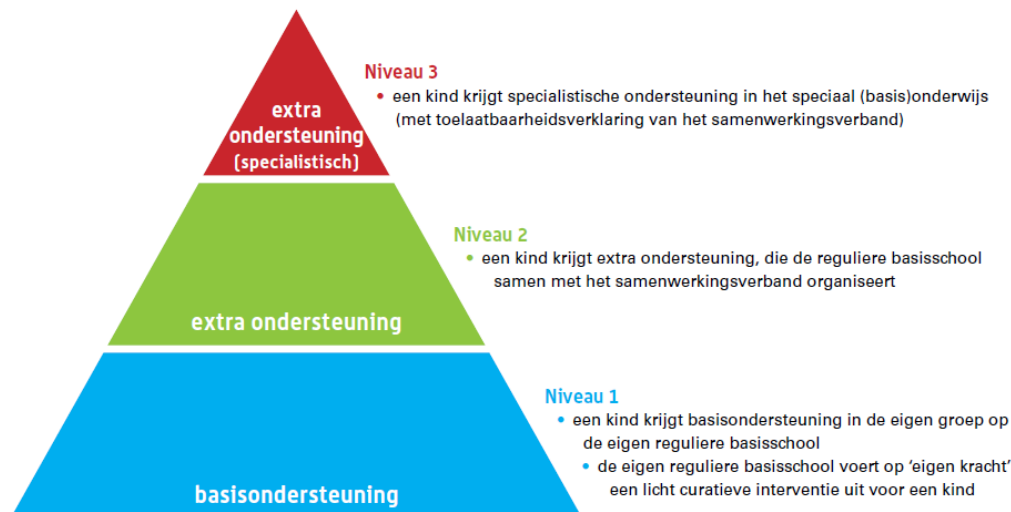 extra
ondersteuning
(specialistisch)
Niveau 3
• een kind krijgt specialistische ondersteuning in het speciaal (basis)onderwijs
(met toelaatbaarheidsverklaring van het samenwerkingsverband)
extra ondersteuning
Niveau 2
• een kind krijgt extra ondersteuning, die de reguliere basisschool
samen met het samenwerkingsverband organiseert
basisondersteuning
Niveau 1
• een kind krijgt basisondersteuning in de eigen groep op
de eigen reguliere basisschool
• de eigen reguliere basisschool voert op ‘eigen kracht’
een licht curatieve interventie uit voor een kind